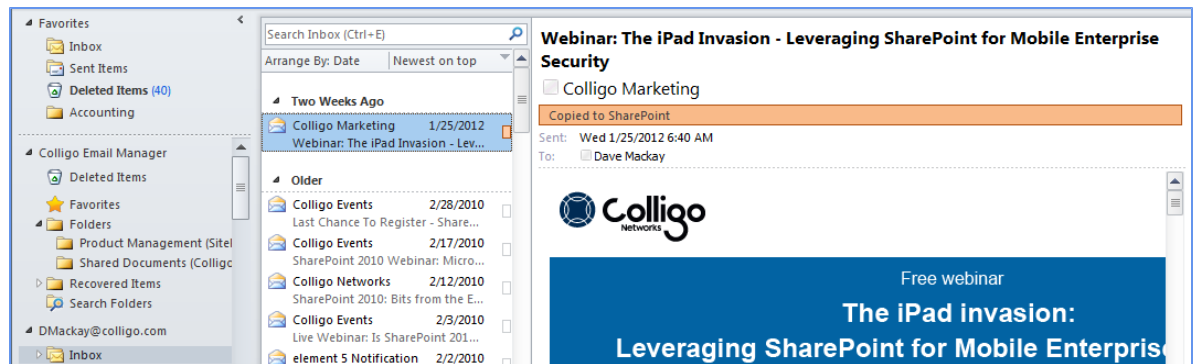 Favorites
Inbox
Sent Items
Deleted Items (40)
Accounting
Colligo Email Manager
Deleted Items
Favorites
Folders
Product Management (Sitel
Shared Documents (Colligo
Recovered Items
Search Folders
DMackay@colligo.com
Inbox
Search Inbox (Ctrl+E)
Arrange By: Date Newest on top
Two Weeks Ago
Colligo Marketing 1/25/2012
Webinar: The iPad Invasion - Lev...
Older
Colligo Events 2/28/2010
Last Chance To Register - Share...
Colligo Events 2/17/2010
SharePoint 2010 Webinar: Micro...
Colligo Networks 2/12/2010
SharePoint 2010: Bits from the E...
Colligo Events 2/3/2010
Live Webinar: Is SharePoint 201...
element 5 Notification 2/2/2010
Webinar: The iPad Invasion - Leveraging SharePoint for Mobile Enterprise
Security
Colligo Marketing
Copied to SharePoint
Sent: Wed 1/25/2012 6:40 AM
To: Dave Mackay
Colligo
Networks
Free webinar
The iPad invasion:
Leveraging SharePoint for Mobile Enterprise